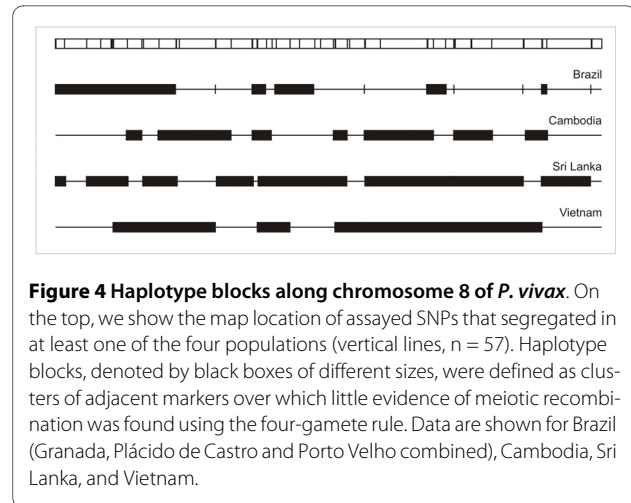 Brazil
Cambodia
Sri Lanka
Vietnam
Figure 4 Haplotype blocks along chromosome 8 of P. vivax. On
the top, we show the map location of assayed SNPs that segregated in
at least one of the four populations (vertical lines, n = 57). Haplotype
blocks, denoted by black boxes of different sizes, were defined as clus-
ters of adjacent markers over which little evidence of meiotic recombi-
nation was found using the four-gamete rule. Data are shown for Brazil
(Granada, Plácido de Castro and Porto Velho combined), Cambodia, Sri
Lanka, and Vietnam.